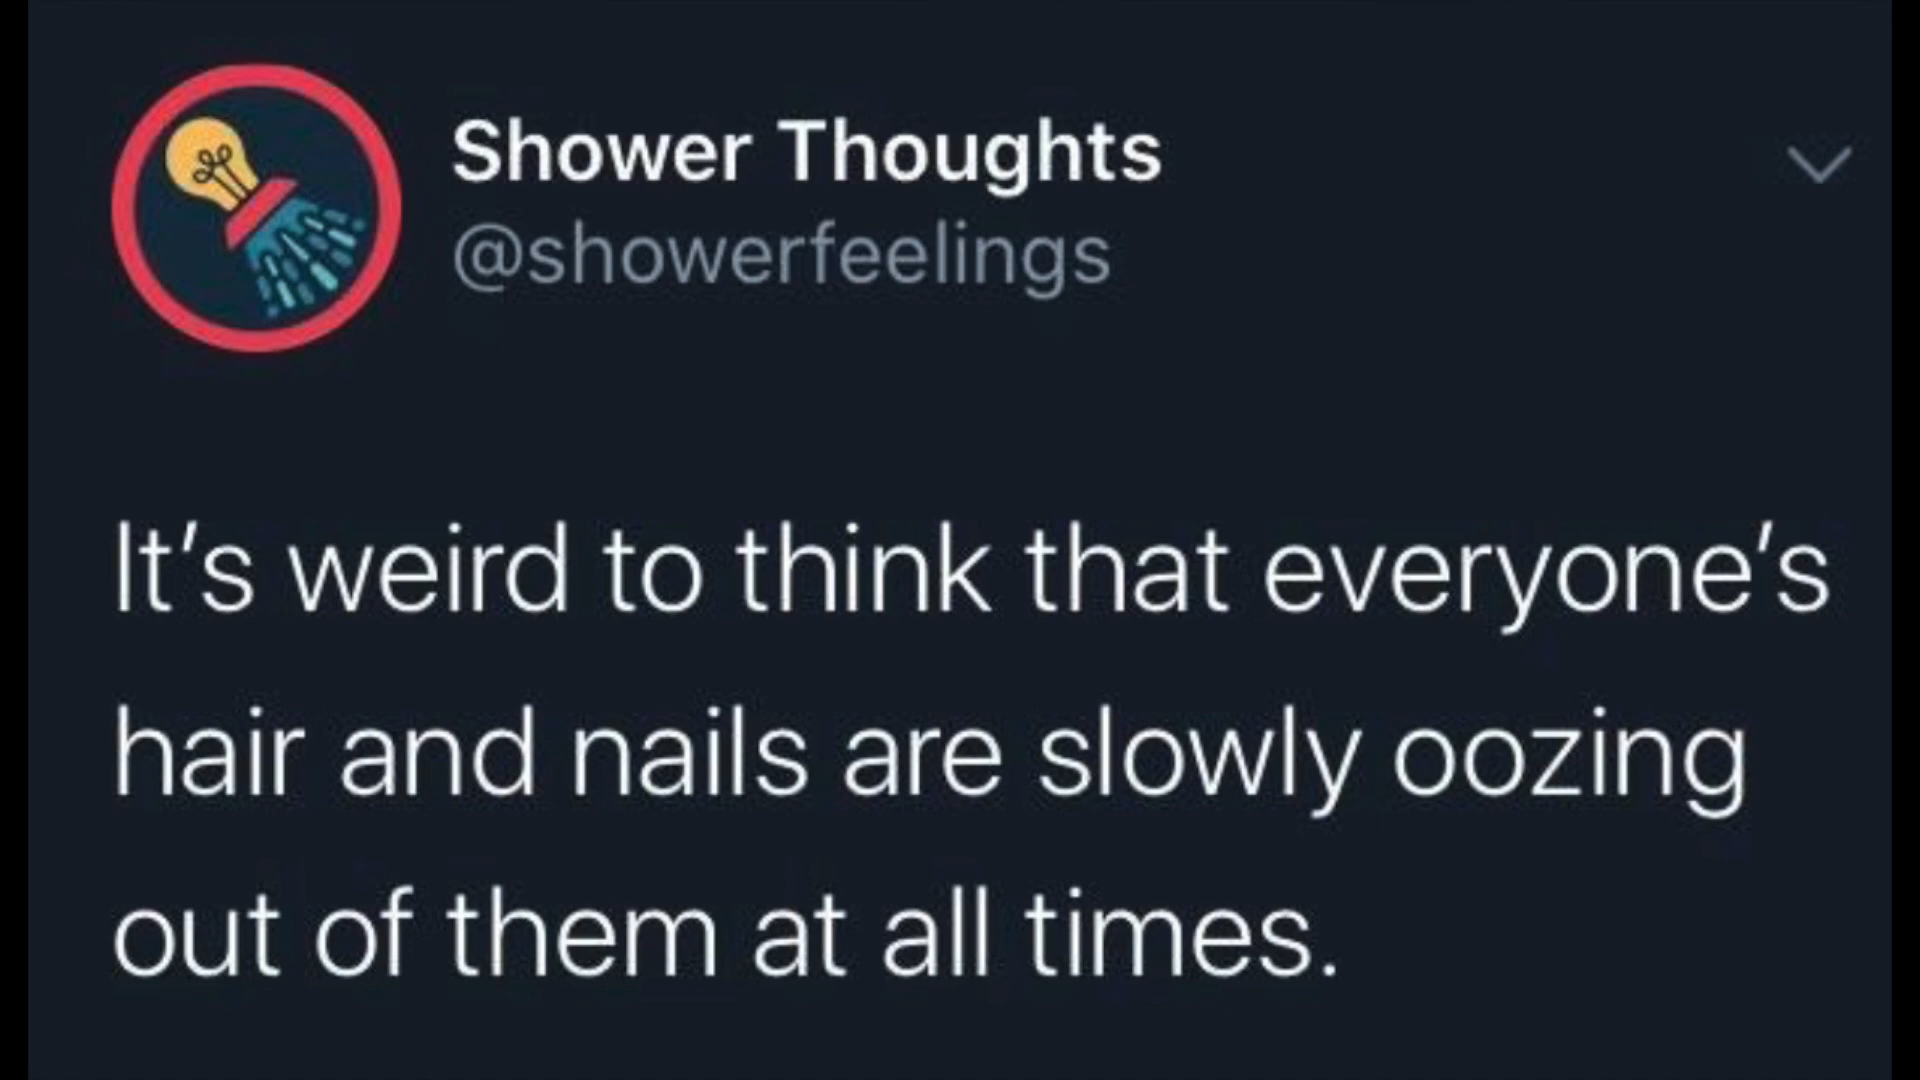 Shower Thoughts
@showerfeelings
It’s weird to think that everyone’s
hair and nails are slowly oozing
out of them at all times.